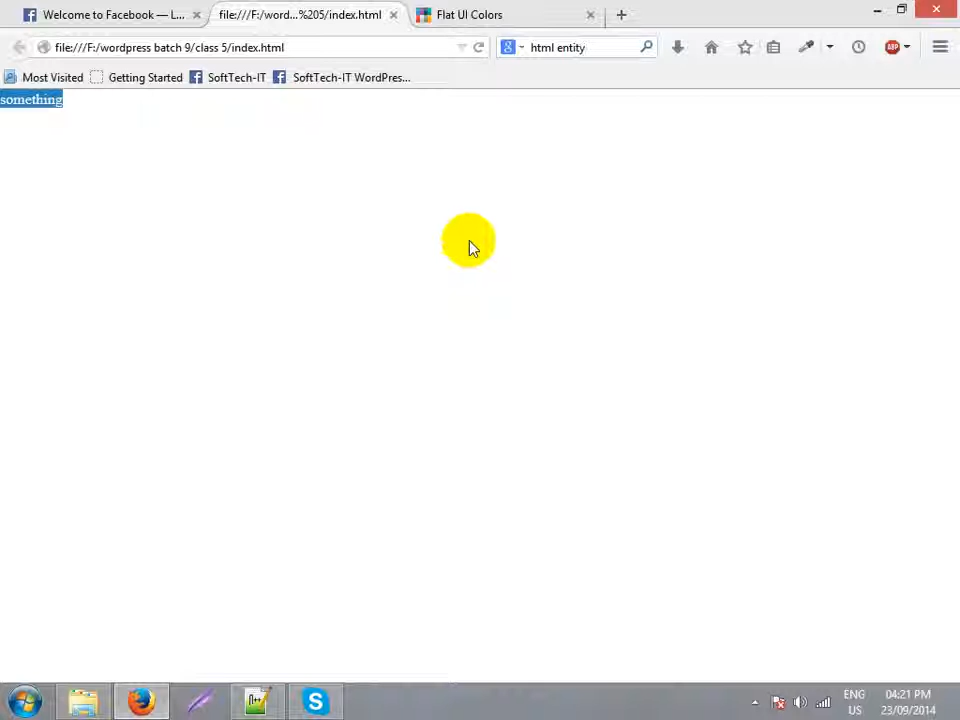 Welcome to Facebook — L...
file:///F:/word...%205/index.html
Flat UI Colors
file:///F:/wordpress batch 9/class 5/index.html
html entity
ABP
Most Visited
Getting Started
SoftTech-IT
SoftTech-IT WordPres...
something
ENG
US
04:21 PM
23/09/2014